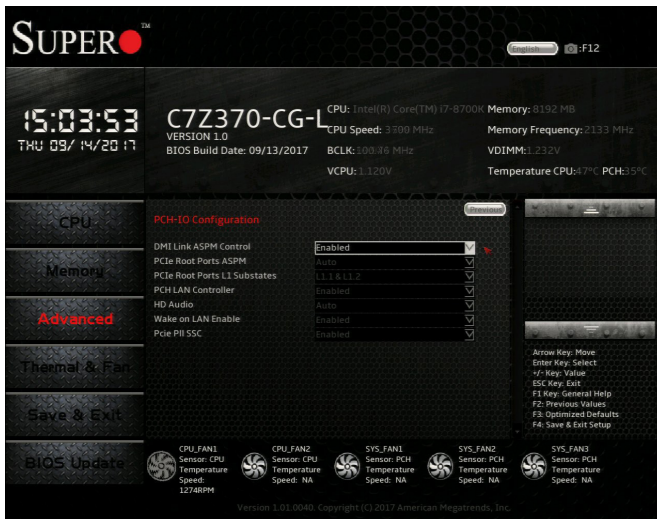 SUPERO TM
English :F12
15:03:53
THU 09/ 14/20 17
C7Z370-CG-L
VERSION 1.0
BIOS Build Date: 09/13/2017
CPU: Intel(R) Core(TM) i7-8700K
CPU Speed: 3700 MHz
BCLK: MHz
VCPU: 1.120V
Memory: 8192 MB
Memory Frequency: 2133 MHz
VDIMM: 1.232V
Temperature CPU: 47°C PCH: 35°C
CPU
Memory
Advanced
Thermal & Fan
Save & Exit
BIOS Update
PCH-IO Configuration
Previous
DMI Link ASPM Control Enabled
PCIe Root Ports ASPM Auto
PCIe Root Ports L1 Substates L1.1 & L1.2
PCH LAN Controller Enabled
HD Audio Auto
Wake on LAN Enable Enabled
Pcie Pll SSC Enabled
Arrow Key: Move
Enter Key: Select
+/- Key: Value
ESC Key: Exit
F1 Key: General Help
F2: Previous Values
F3: Optimized Defaults
F4: Save & Exit Setup
CPU_FAN1
Sensor: CPU
Temperature
Speed:
1274RPM
CPU_FAN2
Sensor: CPU
Temperature
Speed: NA
SYS_FAN1
Sensor: PCH
Temperature
Speed: NA
SYS_FAN2
Sensor: PCH
Temperature
Speed: NA
SYS_FAN3
Sensor: PCH
Temperature
Speed: NA
Version 1.01.0040. Copyright (C) 2017 American Megatrends, Inc.